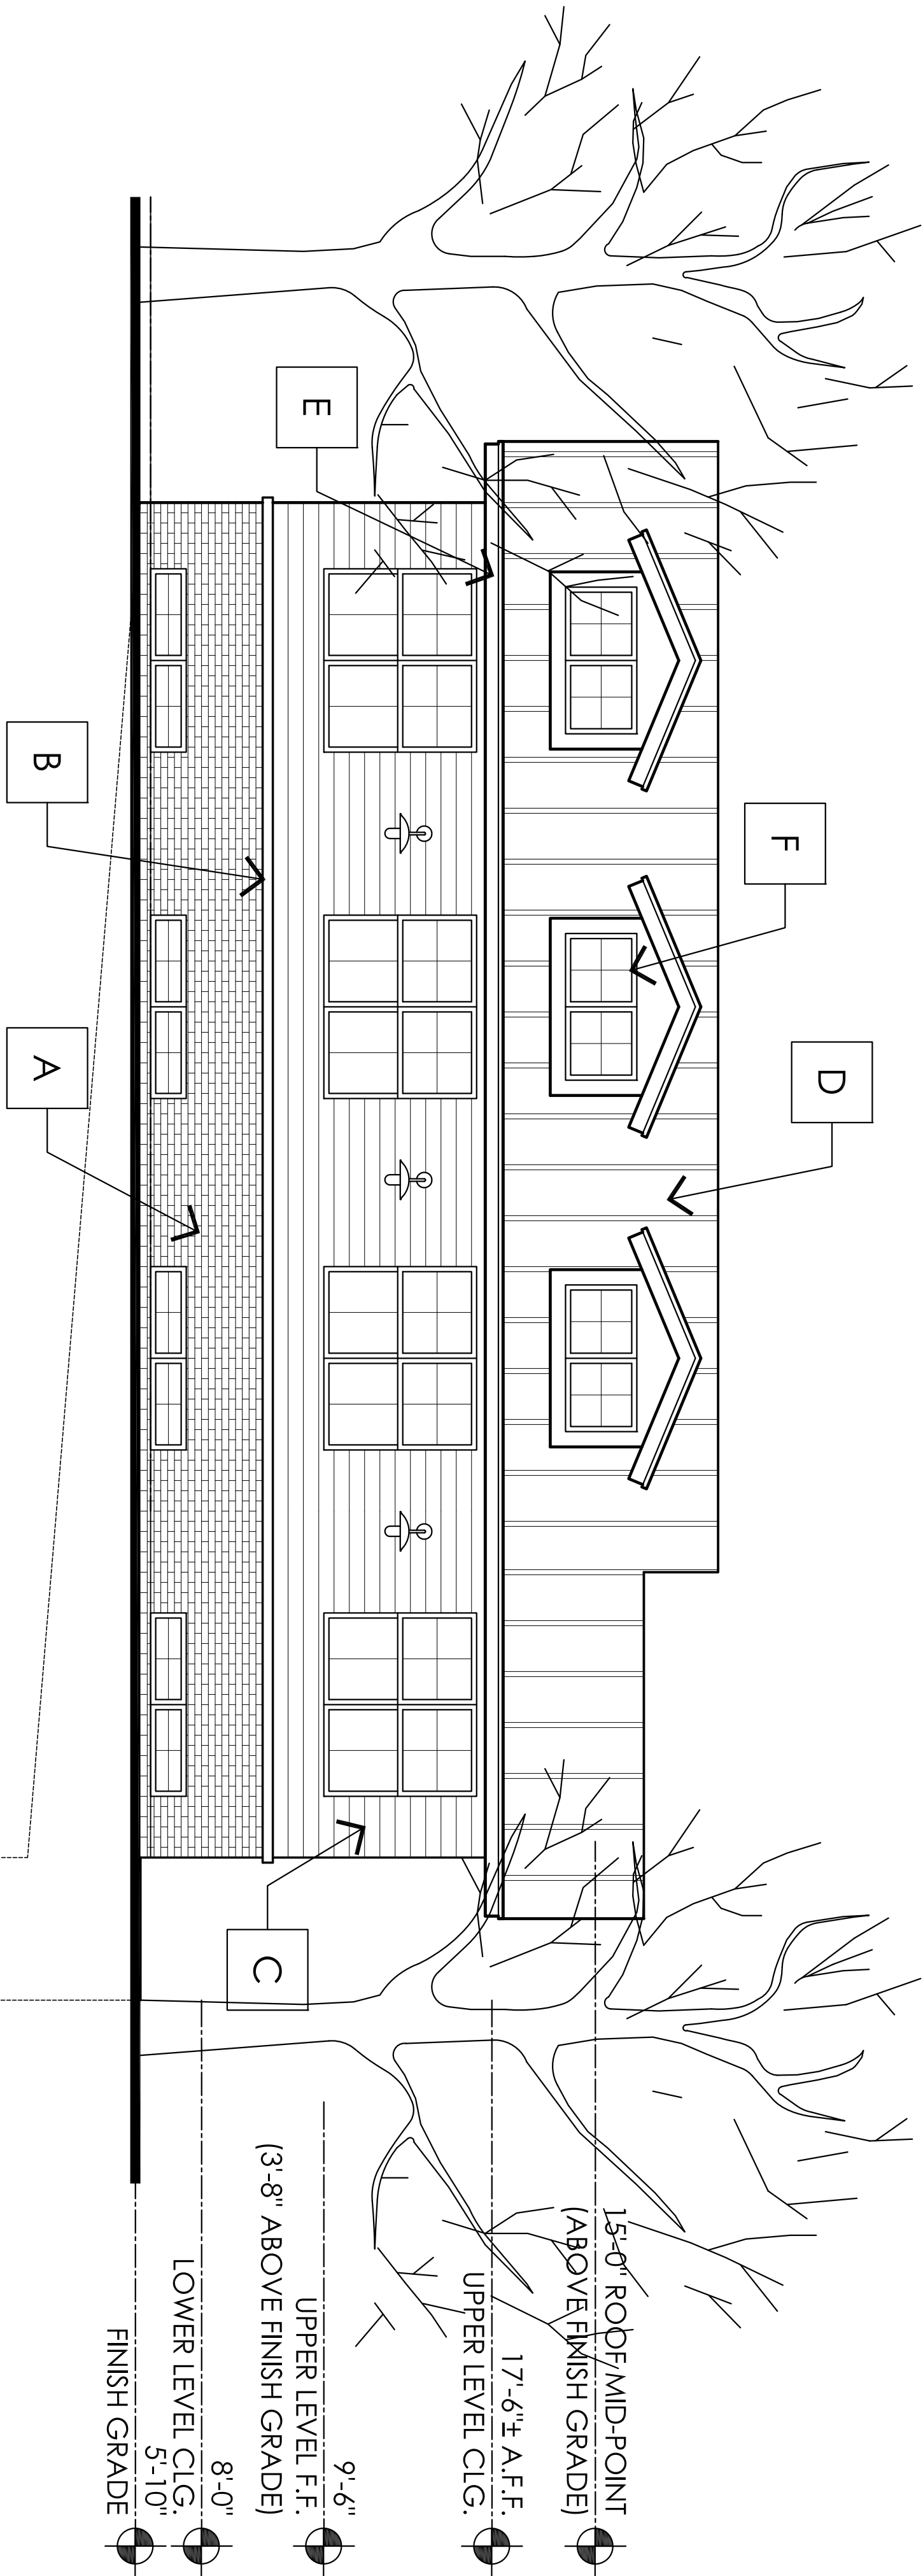 F
D
E
B
A
C
15'-0" ROOF MID-POINT
(ABOVE FINISH GRADE)
17'-6"± A.F.F.
UPPER LEVEL CLG.
9'-6"
UPPER LEVEL F.F.
(3'-8" ABOVE FINISH GRADE)
8'-0"
LOWER LEVEL CLG.
5'-10"
FINISH GRADE